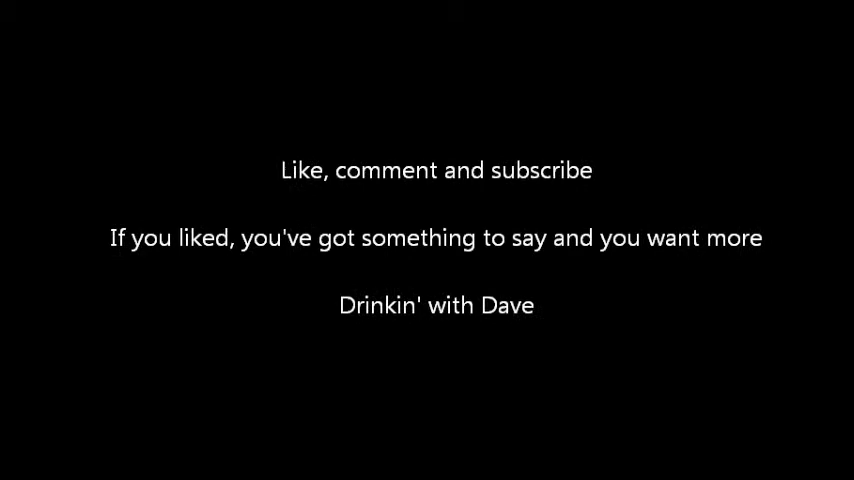 Like, comment and subscribe
If you liked, you've got something to say and you want more
Drinkin' with Dave